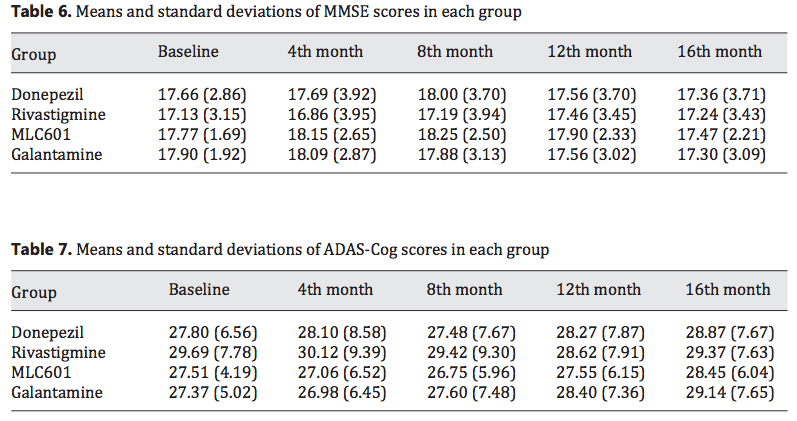 Table 6. Means and standard deviations of MMSE scores in each group
Group Baseline 4th month 8th month 12th month 16th month
Donepezil 17.66 (2.86) 17.69 (3.92) 18.00 (3.70) 17.56 (3.70) 17.36 (3.71)
Rivastigmine 17.13 (3.15) 16.86 (3.95) 17.19 (3.94) 17.46 (3.45) 17.24 (3.43)
MLC601 17.77 (1.69) 18.15 (2.65) 18.25 (2.50) 17.90 (2.33) 17.47 (2.21)
Galantamine 17.90 (1.92) 18.09 (2.87) 17.88 (3.13) 17.56 (3.02) 17.30 (3.09)
Table 7. Means and standard deviations of ADAS-Cog scores in each group
Group Baseline 4th month 8th month 12th month 16th month
Donepezil 27.80 (6.56) 28.10 (8.58) 27.48 (7.67) 28.27 (7.87) 28.87 (7.67)
Rivastigmine 29.69 (7.78) 30.12 (9.39) 29.42 (9.30) 28.62 (7.91) 29.37 (7.63)
MLC601 27.51 (4.19) 27.06 (6.52) 26.75 (5.96) 27.55 (6.15) 28.45 (6.04)
Galantamine 27.37 (5.02) 26.98 (6.45) 27.60 (7.48) 28.40 (7.36) 29.14 (7.65)